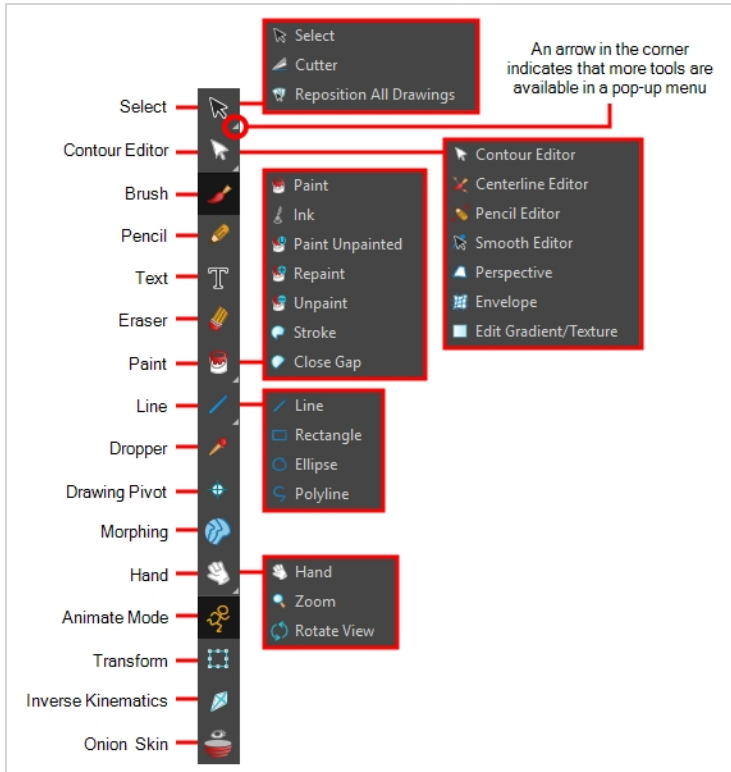 Select
Cutter
Reposition All Drawings
An arrow in the corner
indicates that more tools are
available in a pop-up menu
Select
Contour Editor
Brush
Pencil
Text
Eraser
Paint
Line
Dropper
Drawing Pivot
Morphing
Hand
Animate Mode
Transform
Inverse Kinematics
Onion Skin
Contour Editor
Centerline Editor
Pencil Editor
Smooth Editor
Perspective
Envelope
Edit Gradient/Texture
Paint
Ink
Paint Unpainted
Repaint
Unpaint
Stroke
Close Gap
Line
Rectangle
Ellipse
Polyline
Hand
Zoom
Rotate View